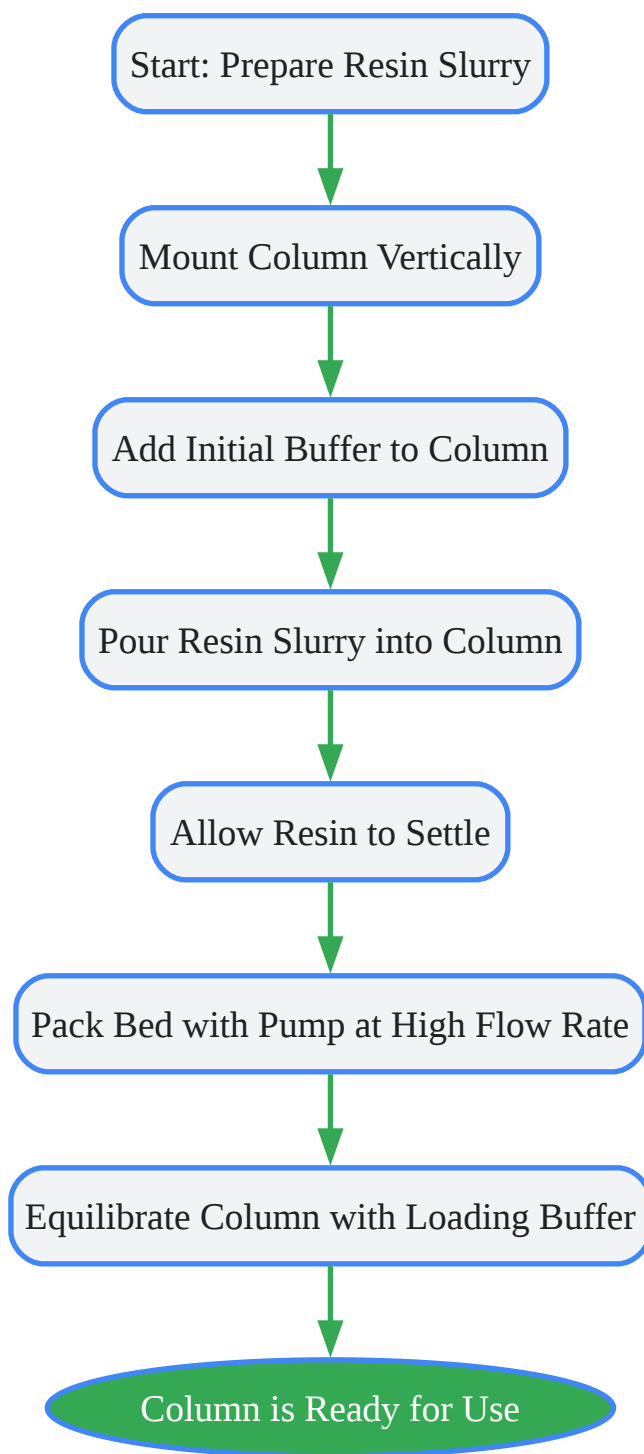 Start: Prepare Resin Slurry
Mount Column Vertically
Add Initial Buffer to Column
Pour Resin Slurry into Column
Allow Resin to Settle
Pack Bed with Pump at High Flow Rate
Equilibrate Column with Loading Buffer
Column is Ready for Use